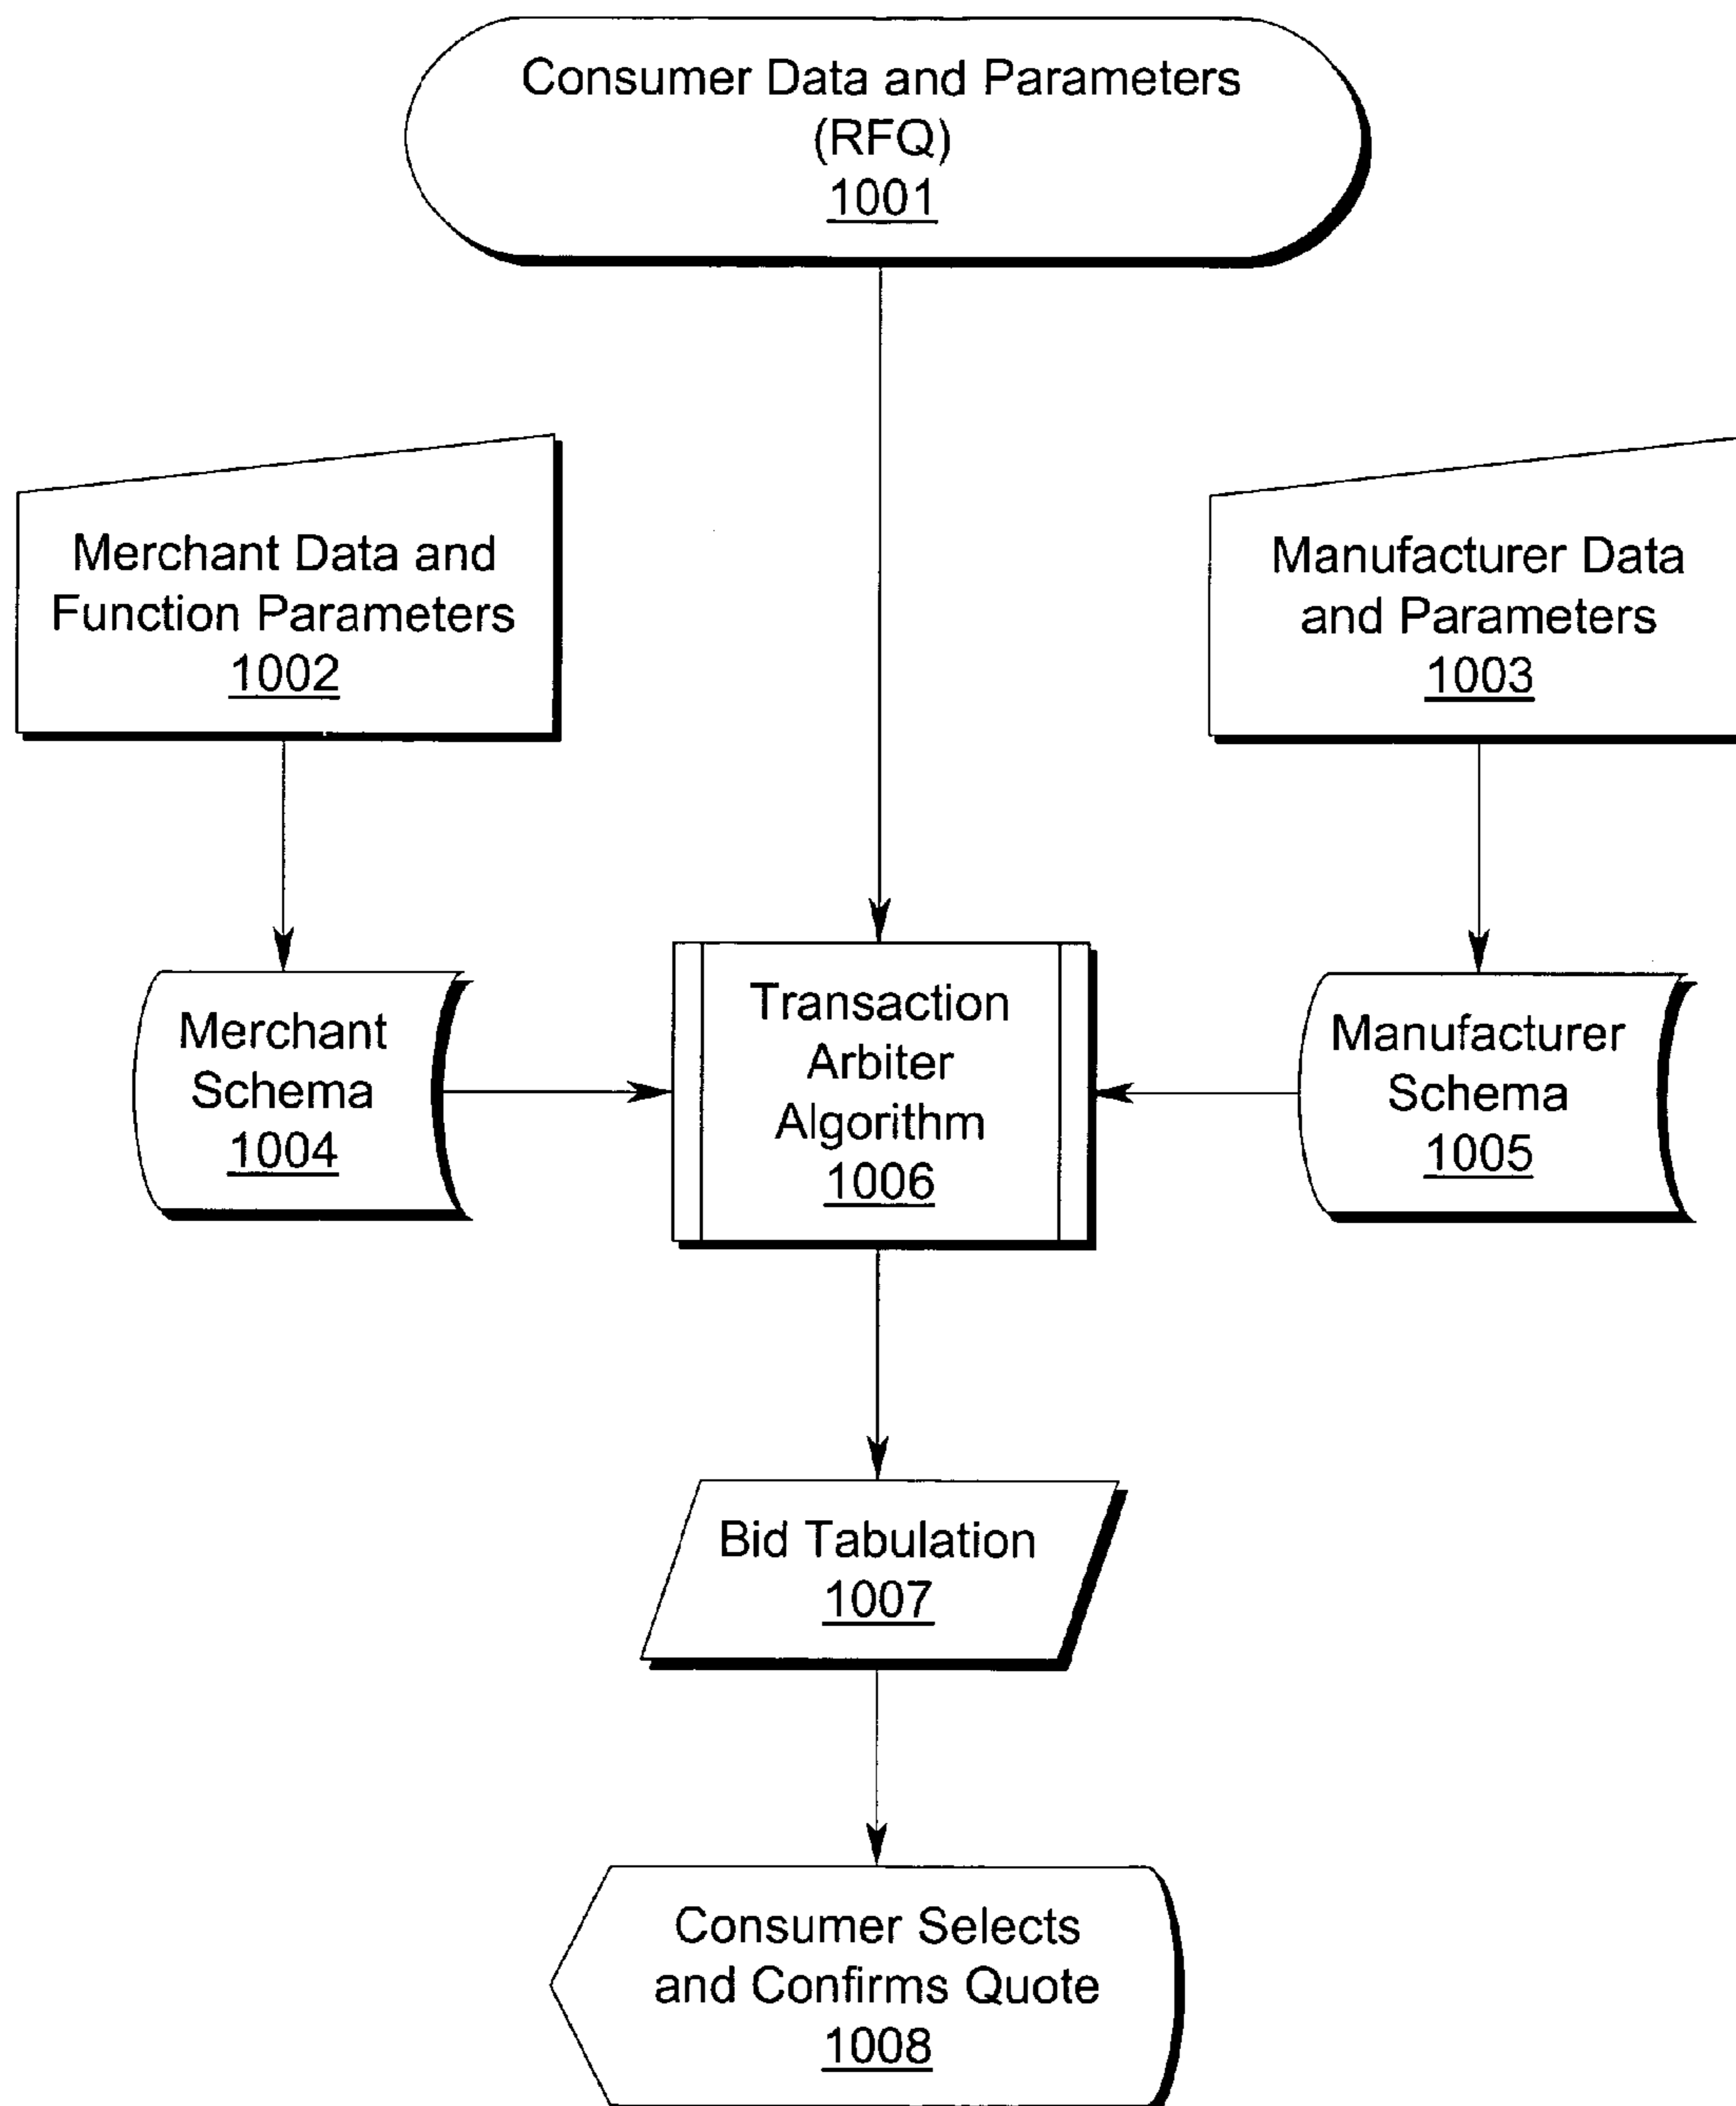 Consumer Data and Parameters
(RFQ)
1001
Merchant Data and
Function Parameters
1002
Manufacturer Data
and Parameters
1003
Merchant
Schema
1004
Transaction
Arbiter
Algorithm
1006
Manufacturer
Schema
1005
Bid Tabulation
1007
Consumer Selects
and Confirms Quote
1008